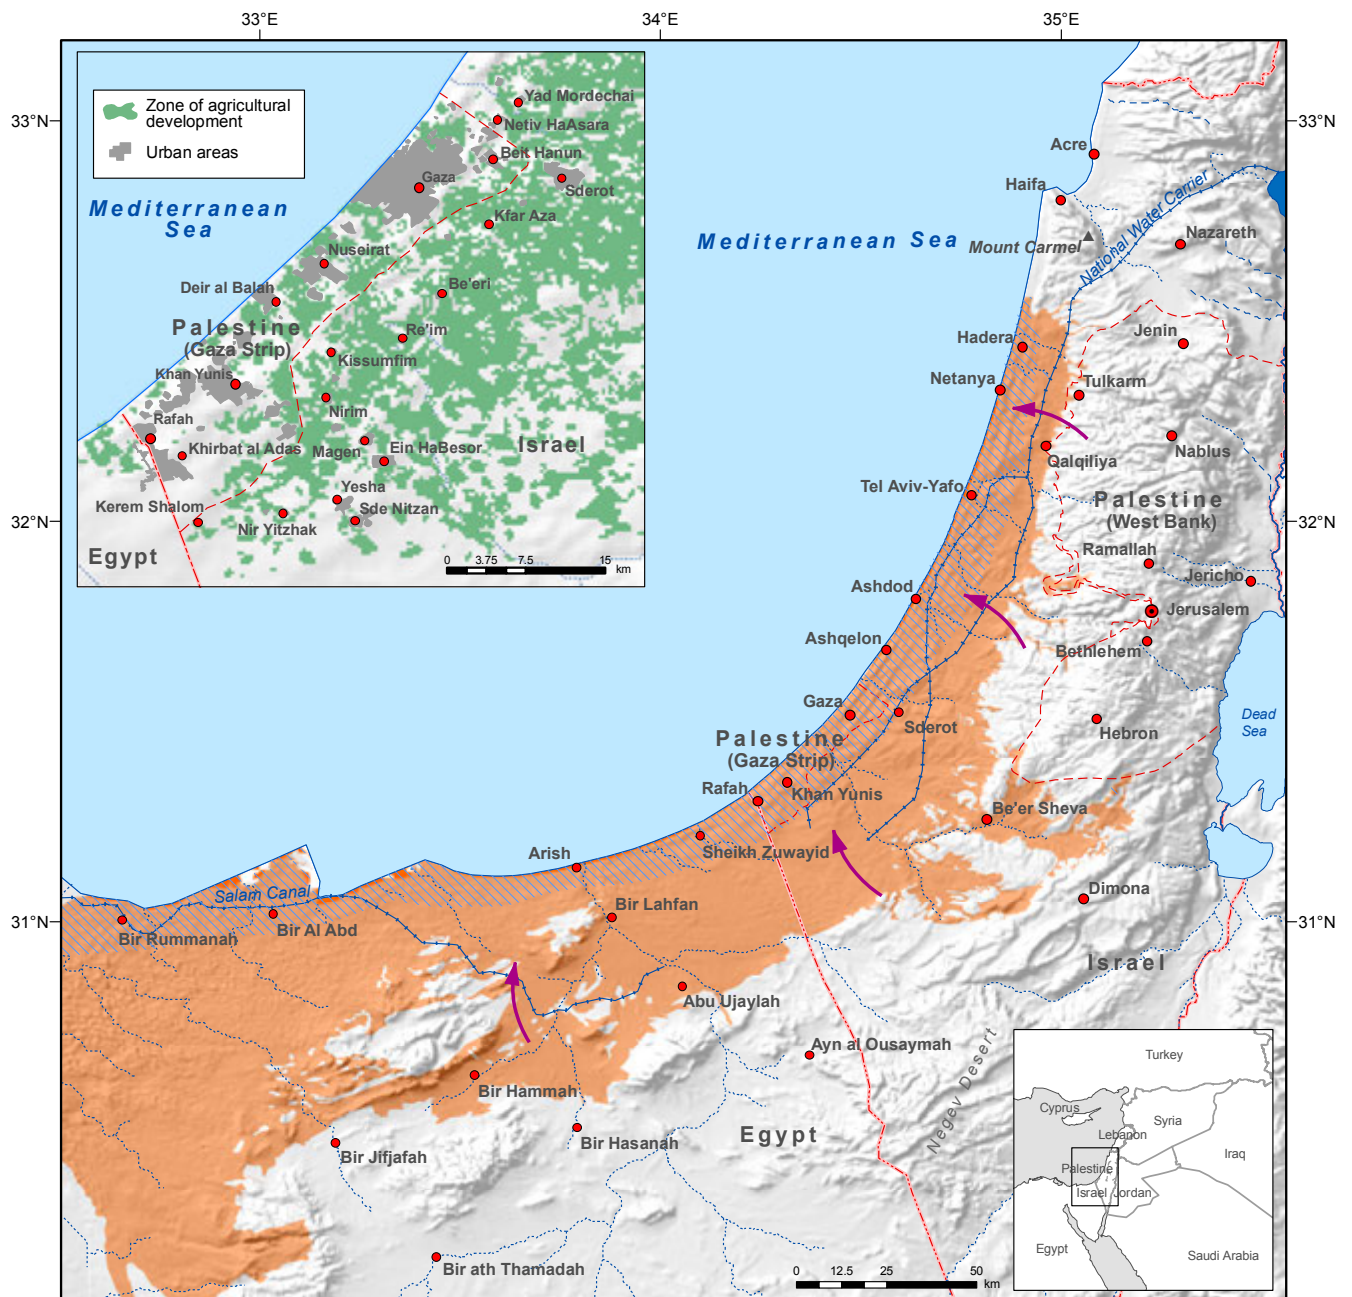 33°E
34°E
35°E
33°N
32°N
31°N
33°N
32°N
31°N
Zone of agricultural
development
Urban areas
Mediterranean
Sea
Yad Mordechai
Netiv HaAsara
Beit Hanun
Gaza
Sderot
Kfar Aza
Nuseirat
Deir al Balah
Be'eri
Palestine
(Gaza Strip)
Re'im
Kissumfim
Khan Yunis
Nirim
Rafah
Khirbat al Adas
Magen
Ein HaBesor
Israel
Yesha
Kerem Shalom
Sde Nitzan
Nir Yitzhak
Egypt
0 3.75 7.5 15
km
Mediterranean Sea
Acre
Haifa
National Water Carrier
Mount Carmel
Nazareth
Hadera
Jenin
Netanya
Tulkarm
Nablus
Qalqiliya
Tel Aviv-Yafo
Palestine
(West Bank)
Ramallah
Jericho
Ashdod
Jerusalem
Ashqelon
Bethlehem
Gaza
Dead
Sea
Sderot
Hebron
Palestine
(Gaza Strip)
Rafah
Khan Yunis
Be'er Sheva
Sheikh Zuwayid
Arish
Dimona
Salam Canal
Bir Lahfan
Bir Rummanah
Bir Al Abd
Israel
Abu Ujaylah
Ayn al Ousaymah
Negev Desert
Bir Hammah
Egypt
Bir Hasanah
Bir Jifjafah
Bir ath Thamadah
0 12.5 25 50
km
Turkey
Cyprus
Syria
Lebanon
Iraq
Palestine
Israel
Jordan
Egypt
Saudi Arabia